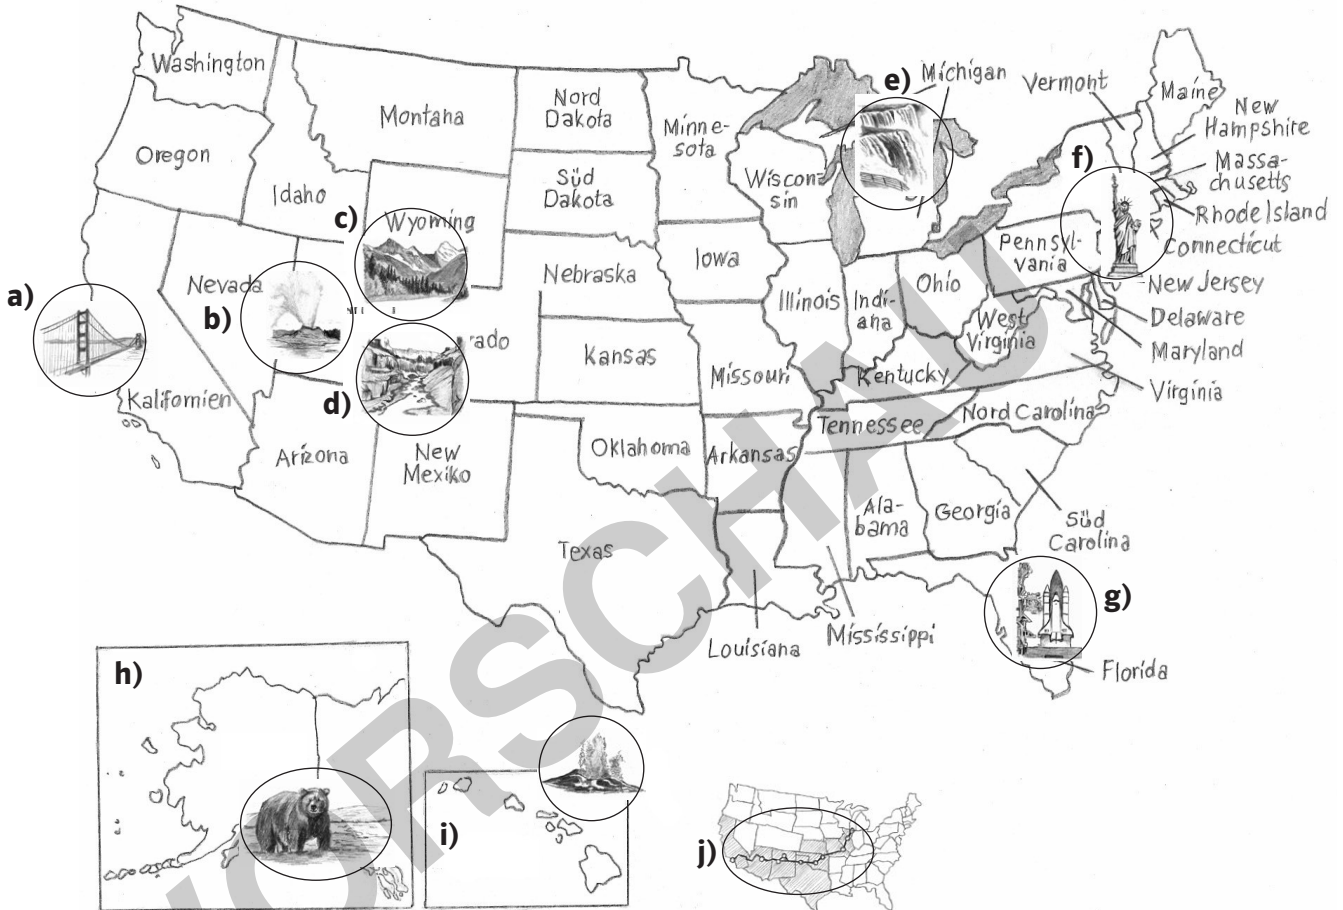 Washington
Montana
Nord
Dakota
Minne-
sota
e)
Michigan
Vermont
Maine
New
Hampshire
Oregon
Idaho
Süd
Dakota
Wiscon-
sin
f)
Massa-
chusetts
Rhode Island
Connecticut
c)
Wyoming
Nebraska
Iowa
Illinois
Indi-
ana
Ohio
Pennsyl-
vania
New Jersey
Delaware
Maryland
Virginia
a)
Nevada
b)
rado
Kansas
Missouri
West
Virginia
Kentucky
Kalifornien
d)
Arizona
New
Mexiko
Oklahoma
Arkansas
Tennessee
Nord Carolina
Texas
Ala-
bama
Georgia
Süd
Carolina
Louisiana
Mississippi
g)
Florida
h)
i)
j)
VORSCHAU